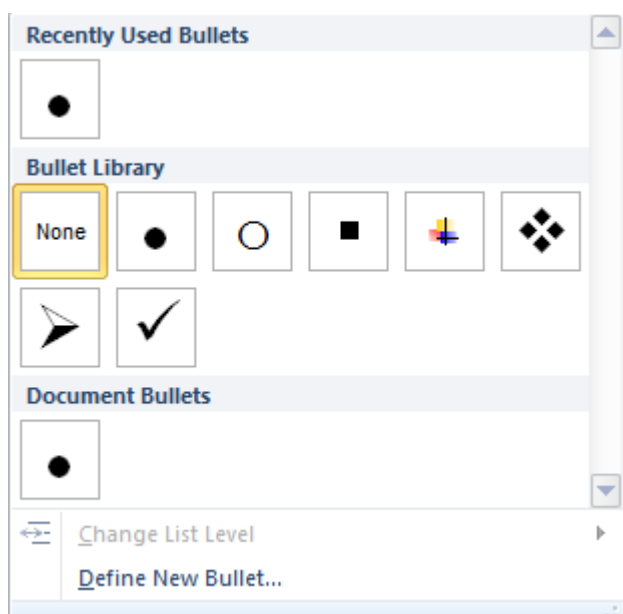 Recently Used Bullets
Bullet Library
None
Document Bullets
Change List Level
Define New Bullet...